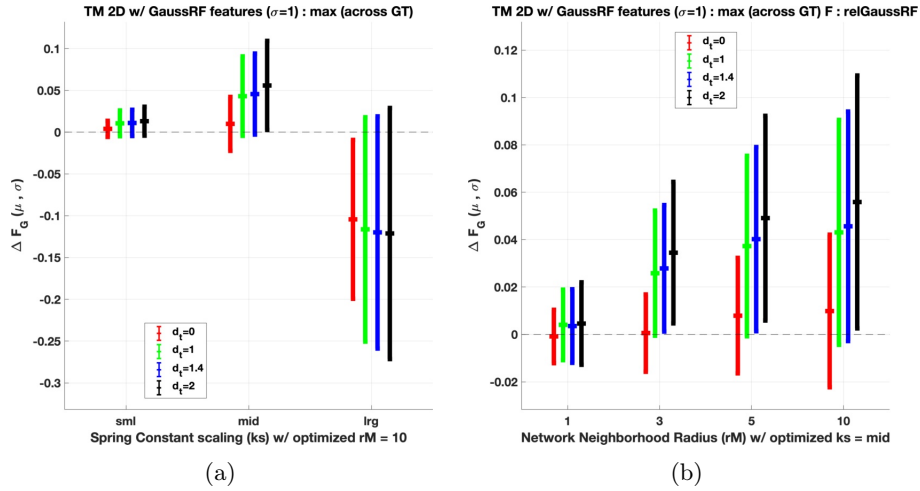 TM 2D w/ GaussRF features (σ=1) : max (across GT)
Δ F_G (μ , σ)
0.1
0.05
0
-0.05
-0.1
-0.15
-0.2
-0.25
-0.3
d_t=0
d_t=1
d_t=1.4
d_t=2
sml mid lrg
Spring Constant scaling (ks) w/ optimized rM = 10
(a)
TM 2D w/ GaussRF features (σ=1) : max (across GT) F : relGaussRF
Δ F_G (μ , σ)
0.12
0.1
0.08
0.06
0.04
0.02
0
-0.02
d_t=0
d_t=1
d_t=1.4
d_t=2
1 3 5 10
Network Neighborhood Radius (rM) w/ optimized ks = mid
(b)